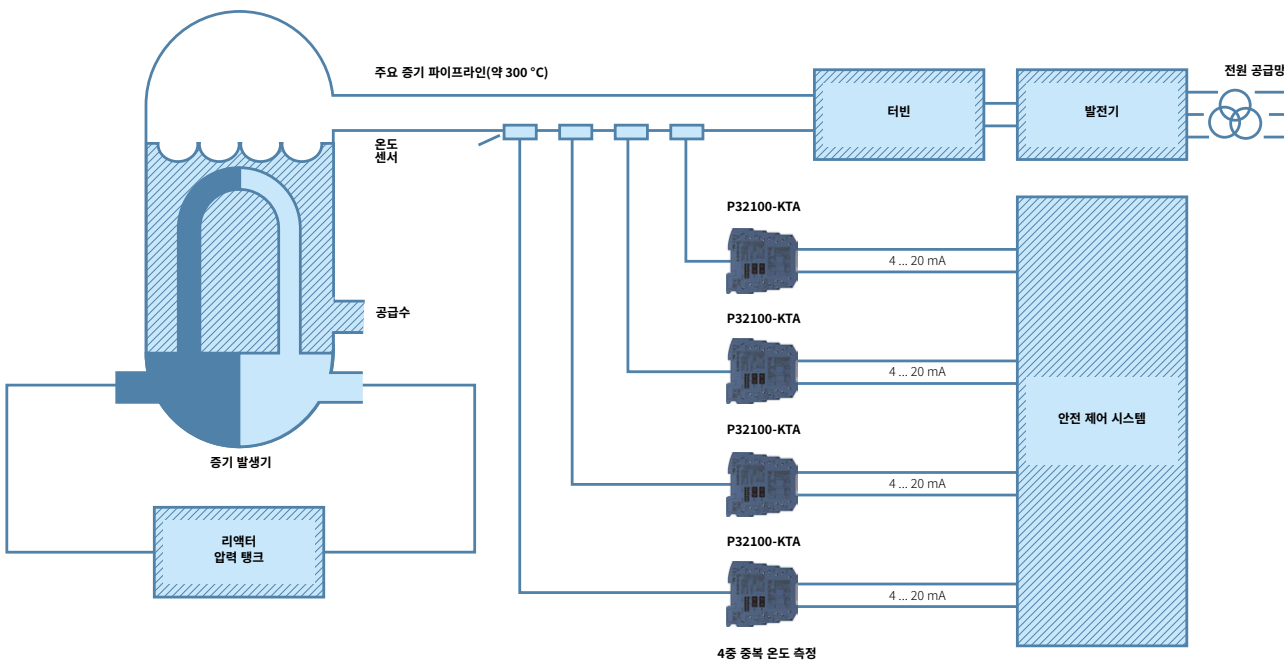 주요 증기 파이프라인(약 300 °C)
전원 공급망
터빈
발전기
온도
센서
P32100-KTA
4 ... 20 mA
공급수
P32100-KTA
4 ... 20 mA
안전 제어 시스템
P32100-KTA
증기 발생기
4 ... 20 mA
리액터
압력 탱크
P32100-KTA
4 ... 20 mA
4중 중복 온도 측정